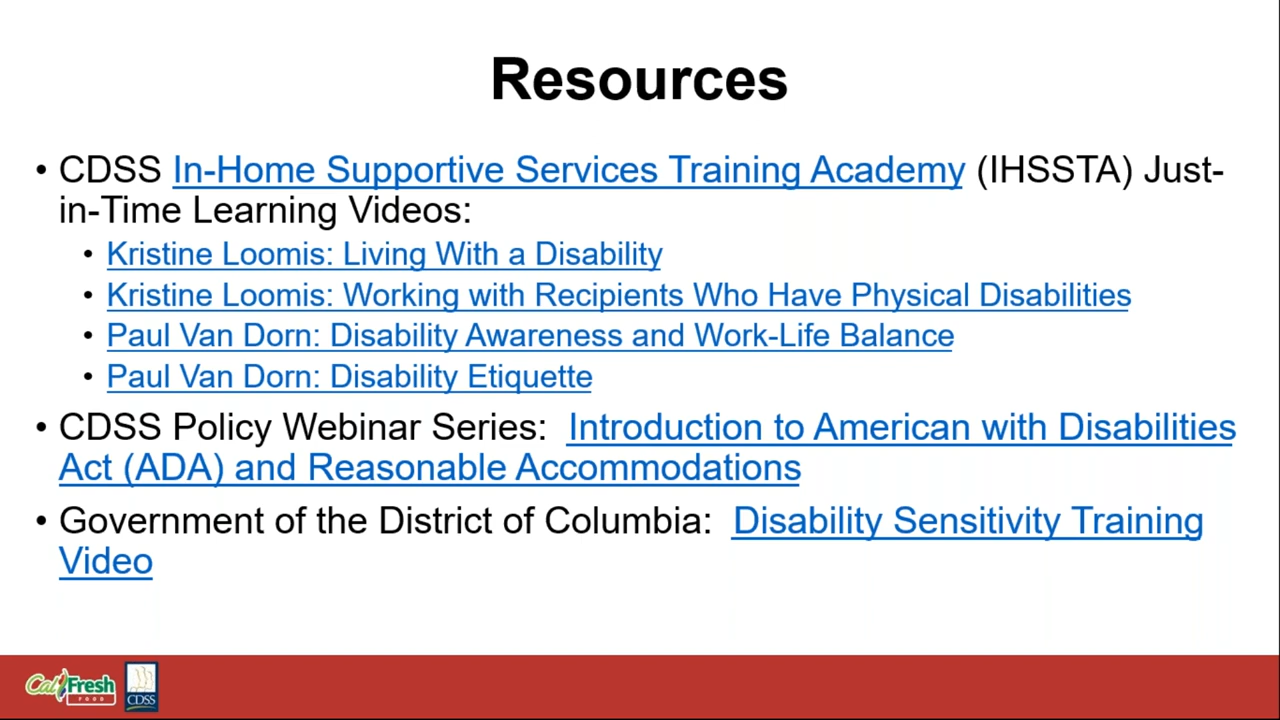 Resources
• CDSS In-Home Supportive Services Training Academy (IHSSTA) Just-
in-Time Learning Videos:
• Kristine Loomis: Living With a Disability
• Kristine Loomis: Working with Recipients Who Have Physical Disabilities
• Paul Van Dorn: Disability Awareness and Work-Life Balance
• Paul Van Dorn: Disability Etiquette
• CDSS Policy Webinar Series: Introduction to American with Disabilities
Act (ADA) and Reasonable Accommodations
• Government of the District of Columbia: Disability Sensitivity Training
Video
CalFresh
FOOD
CDSS